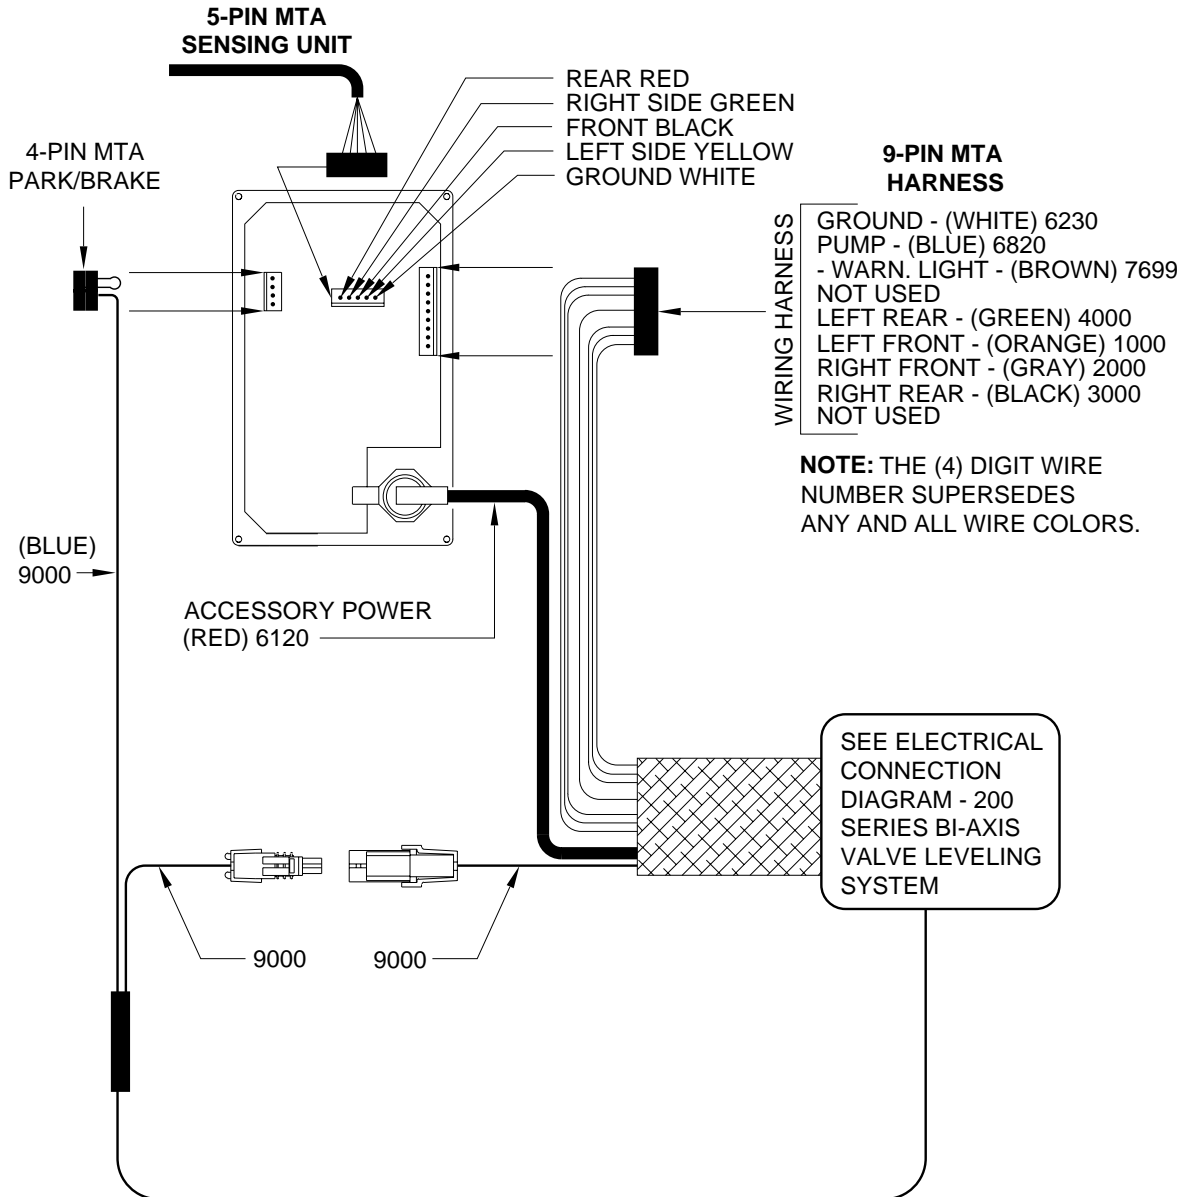 5-PIN MTA
SENSING UNIT
REAR RED
RIGHT SIDE GREEN
FRONT BLACK
LEFT SIDE YELLOW
GROUND WHITE
4-PIN MTA
PARK/BRAKE
9-PIN MTA
HARNESS
WIRING HARNESS
GROUND - (WHITE) 6230
PUMP - (BLUE) 6820
- WARN. LIGHT - (BROWN) 7699
NOT USED
LEFT REAR - (GREEN) 4000
LEFT FRONT - (ORANGE) 1000
RIGHT FRONT - (GRAY) 2000
RIGHT REAR - (BLACK) 3000
NOT USED
NOTE: THE (4) DIGIT WIRE
NUMBER SUPERSEDES
ANY AND ALL WIRE COLORS.
(BLUE)
9000
ACCESSORY POWER
(RED) 6120
SEE ELECTRICAL
CONNECTION
DIAGRAM - 200
SERIES BI-AXIS
VALVE LEVELING
SYSTEM
9000
9000